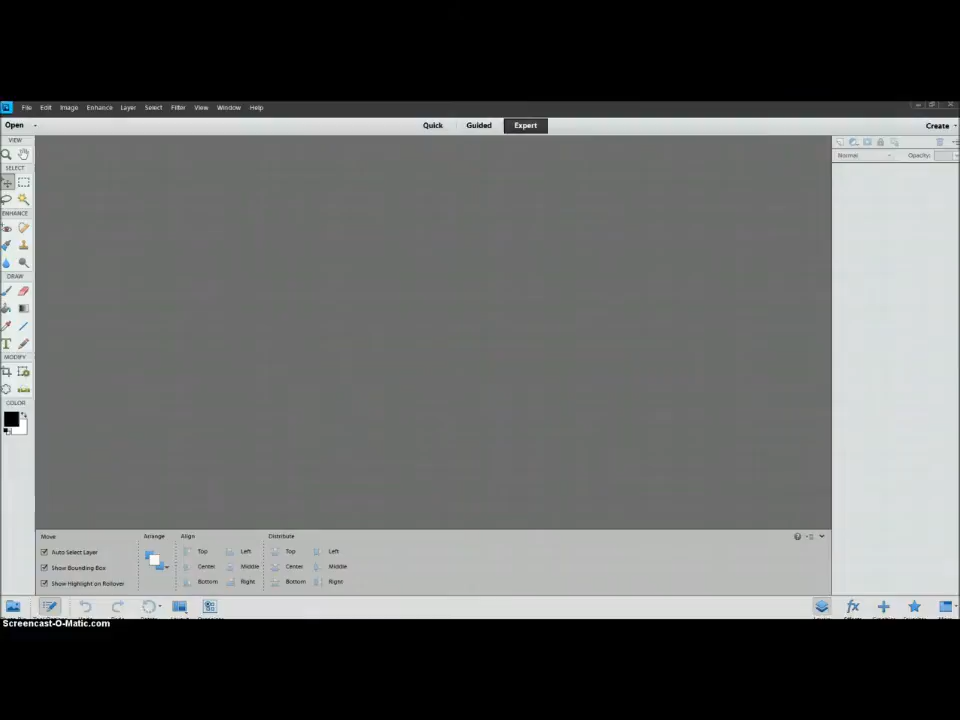 File Edit Image Enhance Layer Select Filter View Window Help
Open Quick Guided Expert Create
VIEW
Normal Opacity:
SELECT
ENHANCE
DRAW
T
MODIFY
COLOR
Move Arrange Align Distribute
Auto Select Layer Top Left Top Left
Show Bounding Box Center Middle Center Middle
Show Highlight on Rollover Bottom Right Bottom Right
fx
Screencast-O-Matic.com